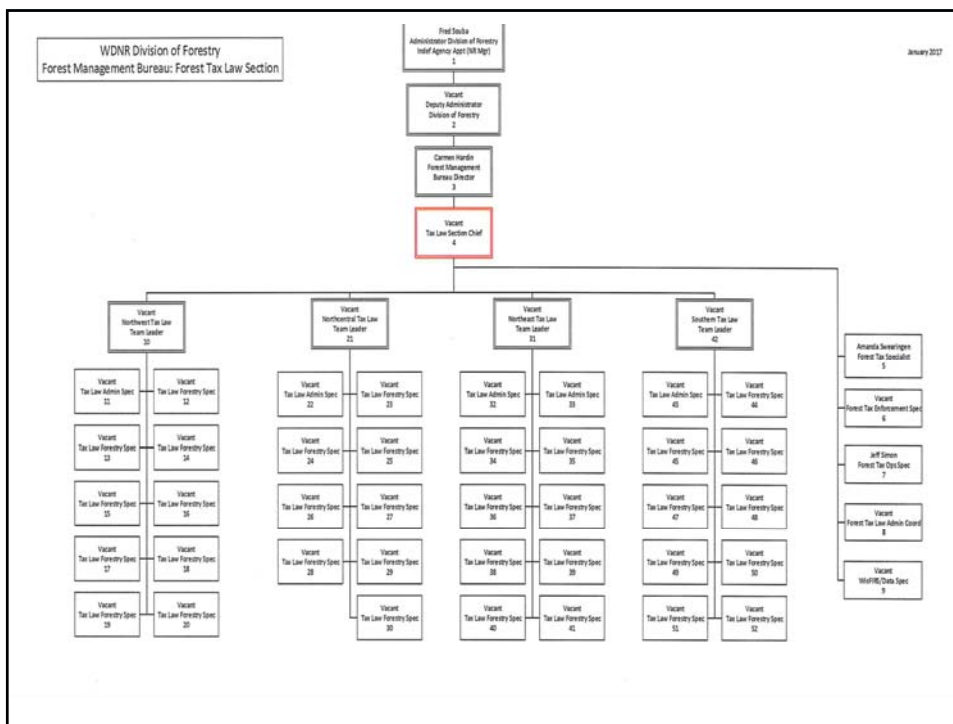 WDNR Division of Forestry
Forest Management Bureau: Forest Tax Law Section
January 2017
Fred Souba
Administrator Division of Forestry
Indef Agency Appt (NR Mgr)
1
Vacant
Deputy Administrator
Division of Forestry
2
Carmen Hardin
Forest Management
Bureau Director
3
Vacant
Tax Law Section Chief
4
Vacant
Northwest Tax Law
Team Leader
10
Vacant
Tax Law Admin Spec
11
Vacant
Tax Law Forestry Spec
12
Vacant
Tax Law Forestry Spec
13
Vacant
Tax Law Forestry Spec
14
Vacant
Tax Law Forestry Spec
15
Vacant
Tax Law Forestry Spec
16
Vacant
Tax Law Forestry Spec
17
Vacant
Tax Law Forestry Spec
18
Vacant
Tax Law Forestry Spec
19
Vacant
Tax Law Forestry Spec
20
Vacant
Northcentral Tax Law
Team Leader
21
Vacant
Tax Law Admin Spec
22
Vacant
Tax Law Forestry Spec
23
Vacant
Tax Law Forestry Spec
24
Vacant
Tax Law Forestry Spec
25
Vacant
Tax Law Forestry Spec
26
Vacant
Tax Law Forestry Spec
27
Vacant
Tax Law Forestry Spec
28
Vacant
Tax Law Forestry Spec
29
Vacant
Tax Law Forestry Spec
30
Vacant
Northeast Tax Law
Team Leader
31
Vacant
Tax Law Admin Spec
32
Vacant
Tax Law Admin Spec
33
Vacant
Tax Law Forestry Spec
34
Vacant
Tax Law Forestry Spec
35
Vacant
Tax Law Forestry Spec
36
Vacant
Tax Law Forestry Spec
37
Vacant
Tax Law Forestry Spec
38
Vacant
Tax Law Forestry Spec
39
Vacant
Tax Law Forestry Spec
40
Vacant
Tax Law Forestry Spec
41
Vacant
Southern Tax Law
Team Leader
42
Vacant
Tax Law Admin Spec
43
Vacant
Tax Law Forestry Spec
44
Vacant
Tax Law Forestry Spec
45
Vacant
Tax Law Forestry Spec
46
Vacant
Tax Law Forestry Spec
47
Vacant
Tax Law Forestry Spec
48
Vacant
Tax Law Forestry Spec
49
Vacant
Tax Law Forestry Spec
50
Vacant
Tax Law Forestry Spec
51
Vacant
Tax Law Forestry Spec
52
Amanda Swearingen
Forest Tax Specialist
5
Vacant
Forest Tax Enforcement Spec
6
Jeff Simon
Forest Tax Ops Spec
7
Vacant
Forest Tax Law Admin Coord
8
Vacant
WisFIRS/Data Spec
9